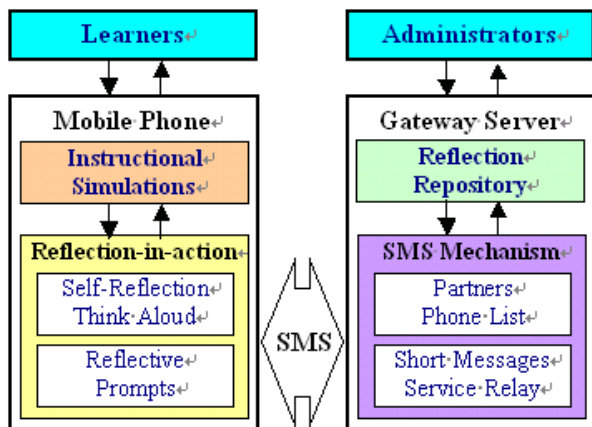 Learners
Mobile Phone
Instructional
Simulations
Reflection-in-action
Self-Reflection
Think Aloud
Reflective
Prompts
SMS
Administrators
Gateway Server
Reflection
Repository
SMS Mechanism
Partners
Phone List
Short Messages
Service Relay